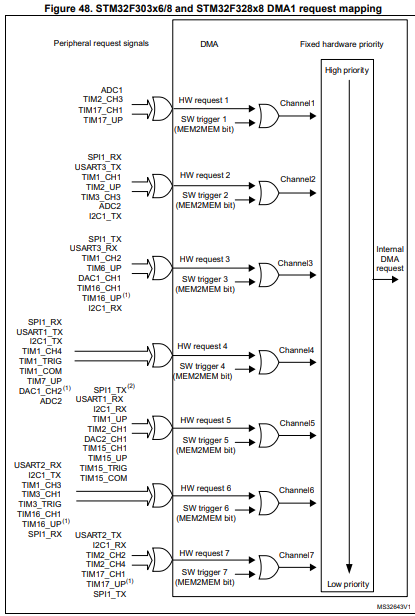 Figure 48. STM32F303x6/8 and STM32F328x8 DMA1 request mapping
Peripheral request signals
DMA
Fixed hardware priority
High priority
ADC1
TIM2_CH3
TIM17_CH1
TIM17_UP
HW request 1
SW trigger 1
(MEM2MEM bit)
Channel1
SPI1_RX
USART3_TX
TIM1_CH1
TIM2_UP
TIM3_CH3
ADC2
I2C1_TX
HW request 2
SW trigger 2
(MEM2MEM bit)
Channel2
SPI1_TX
USART3_RX
TIM1_CH2
TIM6_UP
DAC1_CH1
TIM16_CH1
TIM16_UP(1)
I2C1_RX
HW request 3
SW trigger 3
(MEM2MEM bit)
Channel3
Internal
DMA
request
SPI1_RX
USART1_TX
I2C1_TX
TIM1_CH4
TIM1_TRIG
TIM1_COM
TIM7_UP
DAC1_CH2(1)
ADC2
HW request 4
SW trigger 4
(MEM2MEM bit)
Channel4
SPI1_TX(2)
USART1_RX
I2C1_RX
TIM1_UP
TIM2_CH1
DAC2_CH1
TIM15_CH1
TIM15_UP
TIM15_TRIG
TIM15_COM
HW request 5
SW trigger 5
(MEM2MEM bit)
Channel5
USART2_RX
I2C1_TX
TIM1_CH3
TIM3_CH1
TIM3_TRIG
TIM16_CH1
TIM16_UP(1)
SPI1_RX
HW request 6
SW trigger 6
(MEM2MEM bit)
Channel6
USART2_TX
I2C1_RX
TIM2_CH2
TIM2_CH4
TIM17_CH1
TIM17_UP(1)
SPI1_TX
HW request 7
SW trigger 7
(MEM2MEM bit)
Channel7
Low priority
MS32643V1